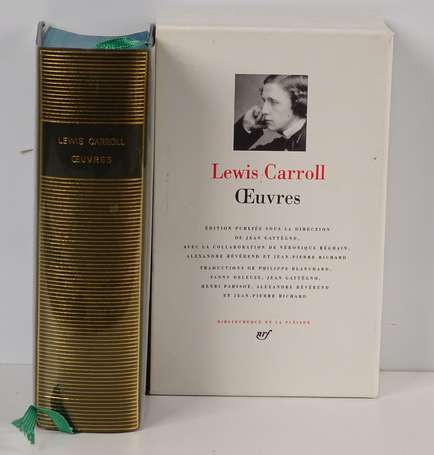 LEWIS CARROLL
ŒUVRES
Lewis Carroll
Œuvres
ÉDITION PUBLIÉE SOUS LA DIRECTION
DE JEAN GATTÉGNO,
AVEC LA COLLABORATION DE VÉRONIQUE BÉGHAIN,
ALEXANDRE RÉVÉREND ET JEAN-PIERRE RICHARD
TRADUCTIONS DE PHILIPPE BLANCHARD,
FANNY DELEUZE, JEAN GATTÉGNO,
HENRI PARISOT, ALEXANDRE RÉVÉREND
ET JEAN-PIERRE RICHARD
BIBLIOTHÈQUE DE LA PLÉIADE
nrf